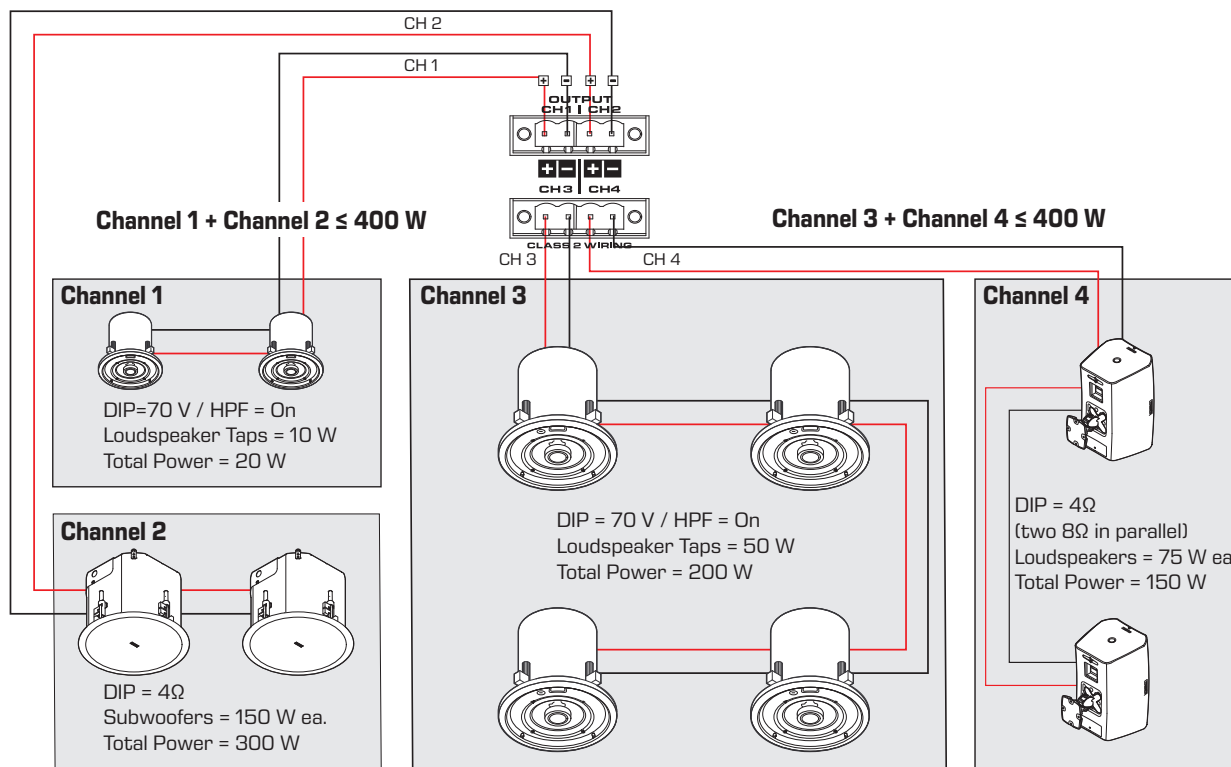 CH 2
CH 1
+ - + -
OUTPUT
CH1 | CH2
+ - + -
CH3 CH4
CLASS 2 WIRING
CH 3
CH 4
Channel 1 + Channel 2 ≤ 400 W
Channel 3 + Channel 4 ≤ 400 W
Channel 1
DIP=70 V / HPF = On
Loudspeaker Taps = 10 W
Total Power = 20 W
Channel 2
DIP = 4Ω
Subwoofers = 150 W ea.
Total Power = 300 W
Channel 3
DIP = 70 V / HPF = On
Loudspeaker Taps = 50 W
Total Power = 200 W
Channel 4
DIP = 4Ω
(two 8Ω in parallel)
Loudspeakers = 75 W ea
Total Power = 150 W